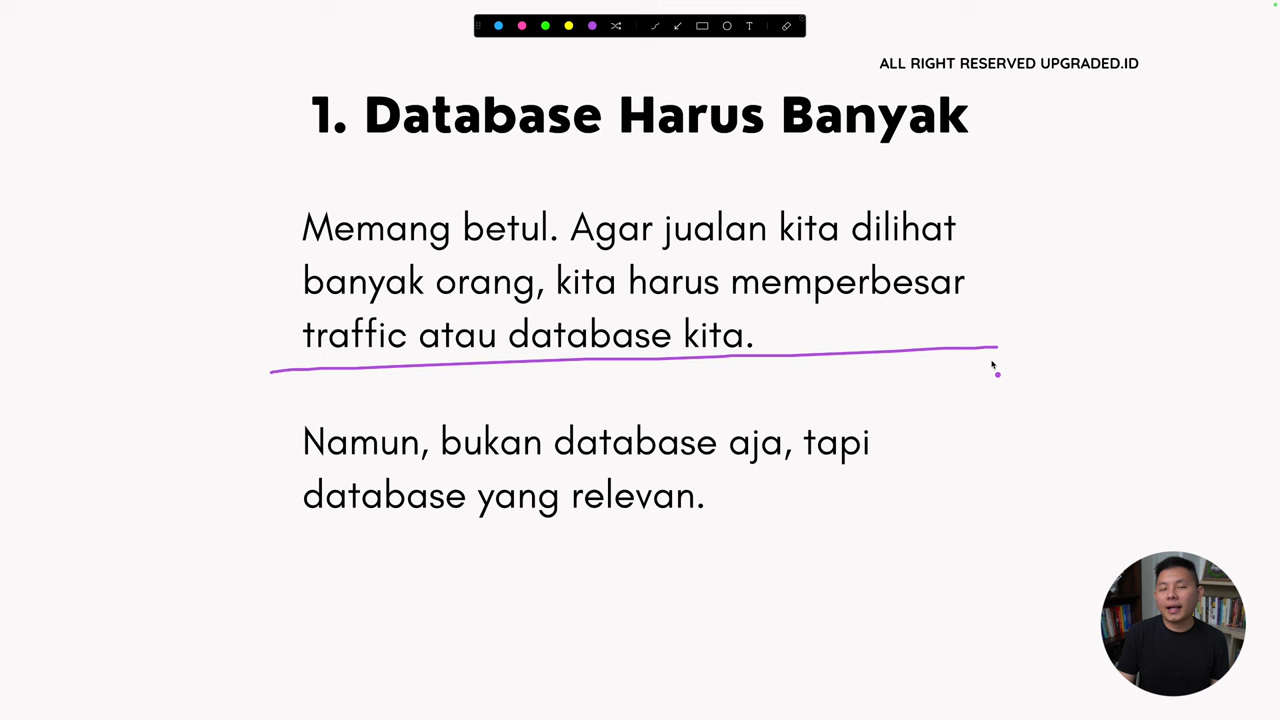 ALL RIGHT RESERVED UPGRADED.ID
1. Database Harus Banyak
Memang betul. Agar jualan kita dilihat
banyak orang, kita harus memperbesar
traffic atau database kita.
Namun, bukan database aja, tapi
database yang relevan.